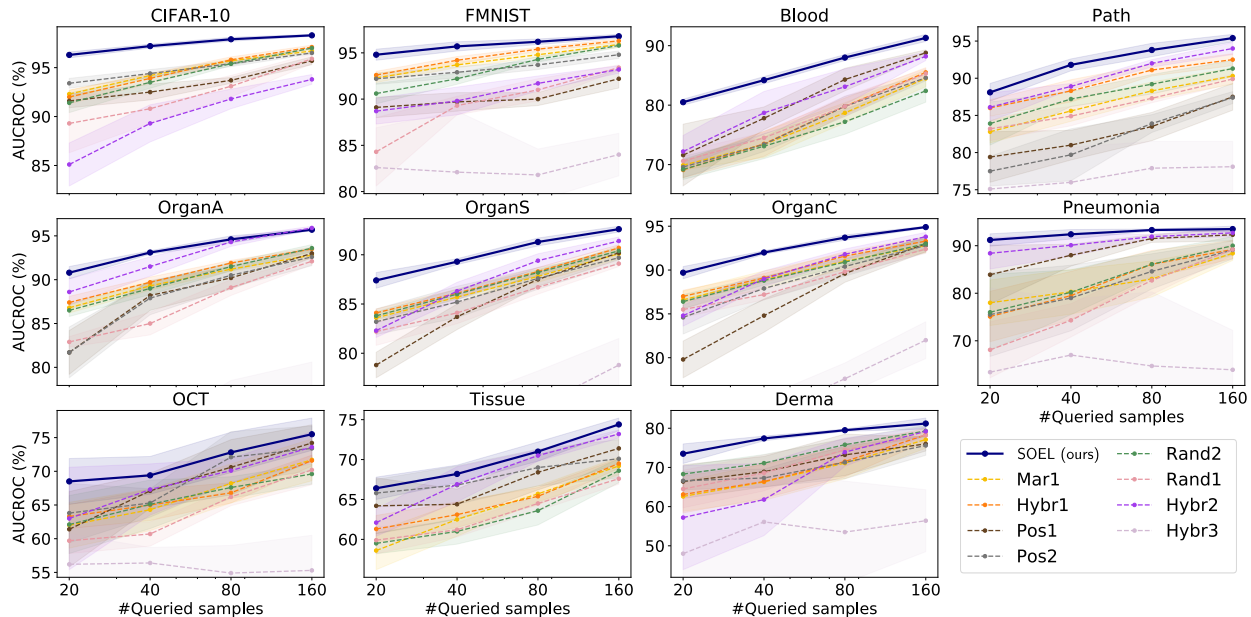 CIFAR-10
FMNIST
Blood
Path
AUCROC (%)
95
90
85
95
90
85
80
90
80
70
95
90
85
80
75
OrganA
OrganS
OrganC
Pneumonia
AUCROC (%)
95
90
85
80
90
85
80
95
90
85
80
90
80
70
20
40
80
160
#Queried samples
OCT
Tissue
Derma
AUCROC (%)
75
70
65
60
55
75
70
65
60
80
70
60
50
20
40
80
160
20
40
80
160
20
40
80
160
#Queried samples
#Queried samples
#Queried samples
SOEL (ours)
Mar1
Hybr1
Pos1
Pos2
Rand2
Rand1
Hybr2
Hybr3